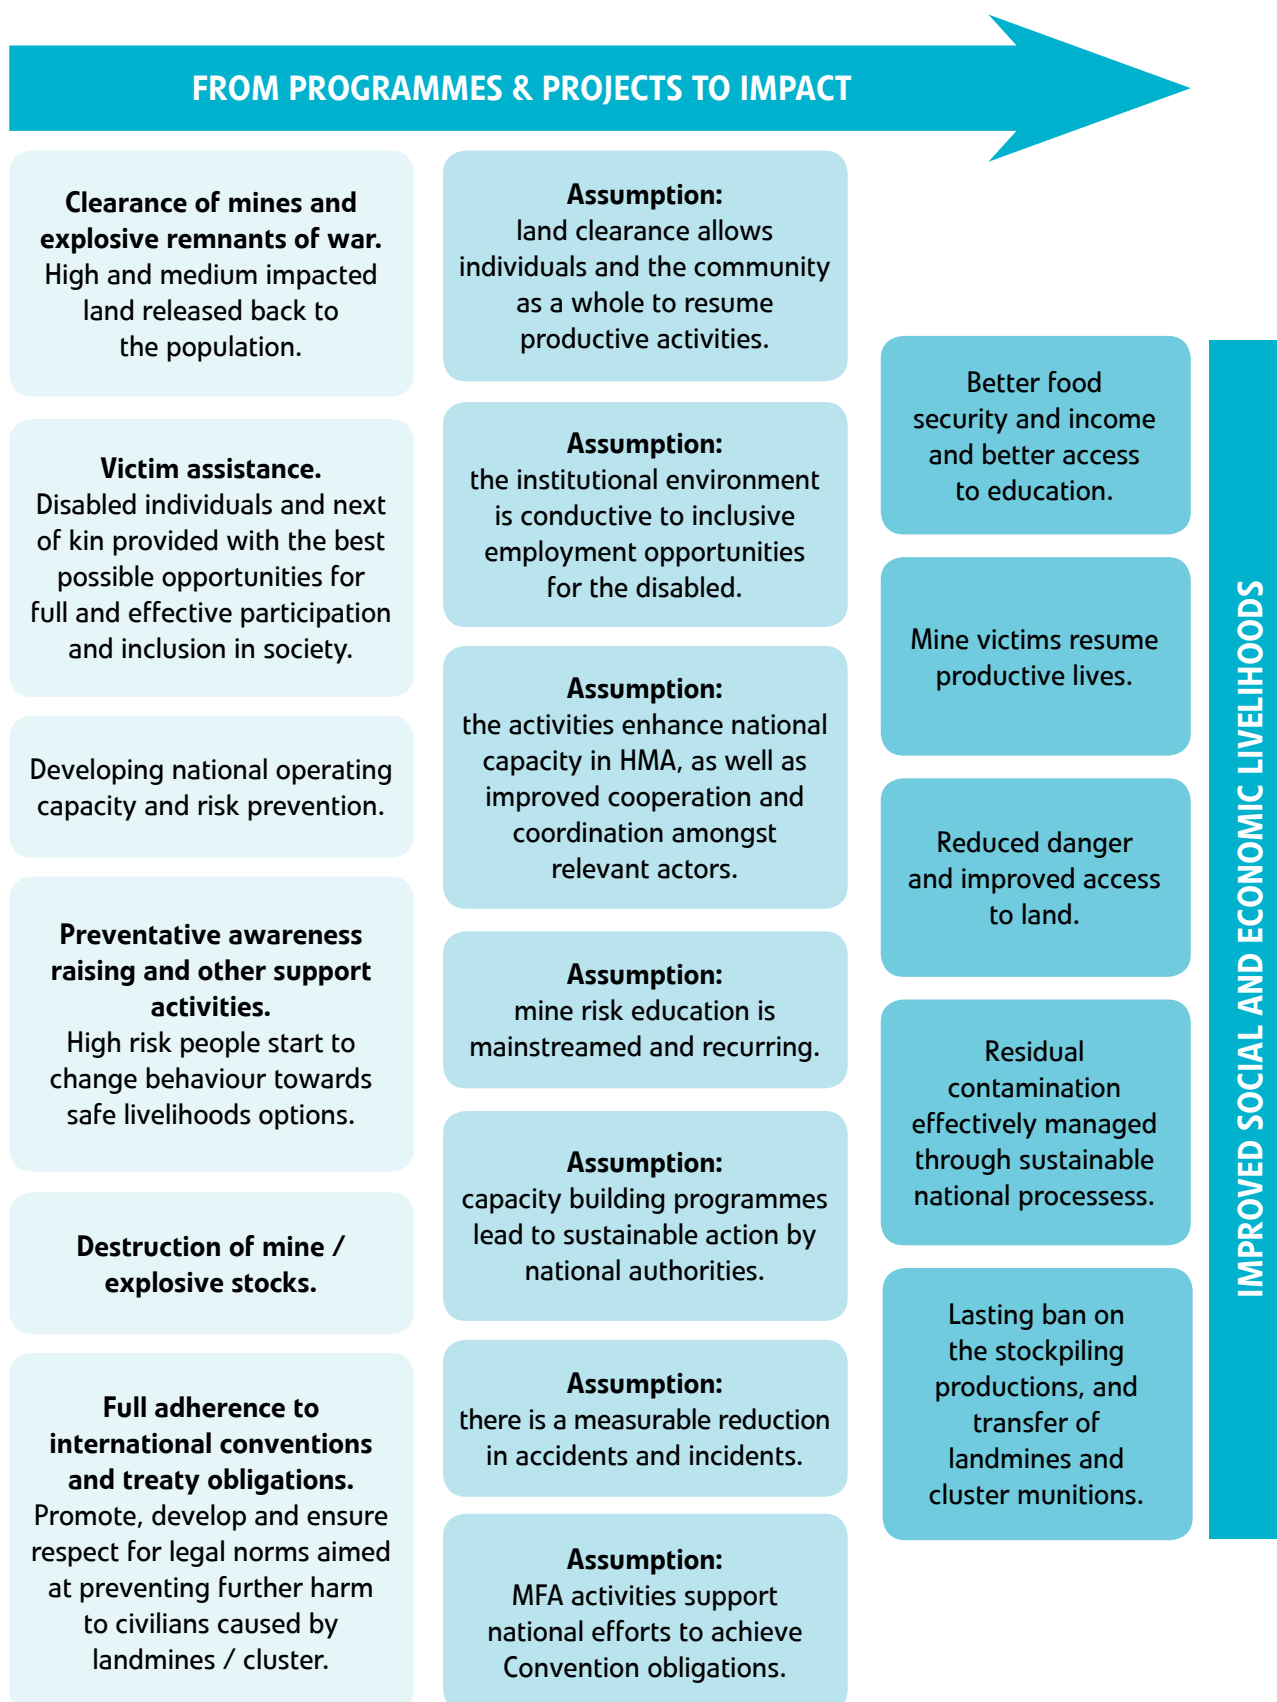 FROM PROGRAMMES & PROJECTS TO IMPACT
Clearance of mines and
explosive remnants of war.
High and medium impacted
land released back to
the population.
Victim assistance.
Disabled individuals and next
of kin provided with the best
possible opportunities for
full and effective participation
and inclusion in society.
Developing national operating
capacity and risk prevention.
Preventative awareness
raising and other support
activities.
High risk people start to
change behaviour towards
safe livelihoods options.
Destruction of mine /
explosive stocks.
Full adherence to
international conventions
and treaty obligations.
Promote, develop and ensure
respect for legal norms aimed
at preventing further harm
to civilians caused by
landmines / cluster.
Assumption:
land clearance allows
individuals and the community
as a whole to resume
productive activities.
Assumption:
the institutional environment
is conductive to inclusive
employment opportunities
for the disabled.
Assumption:
the activities enhance national
capacity in HMA, as well as
improved cooperation and
coordination amongst
relevant actors.
Assumption:
mine risk education is
mainstreamed and recurring.
Assumption:
capacity building programmes
lead to sustainable action by
national authorities.
Assumption:
there is a measurable reduction
in accidents and incidents.
Assumption:
MFA activities support
national efforts to achieve
Convention obligations.
Better food
security and income
and better access
to education.
Mine victims resume
productive lives.
Reduced danger
and improved access
to land.
Residual
contamination
effectively managed
through sustainable
national processess.
Lasting ban on
the stockpiling
productions, and
transfer of
landmines and
cluster munitions.
IMPROVED SOCIAL AND ECONOMIC LIVELIHOODS